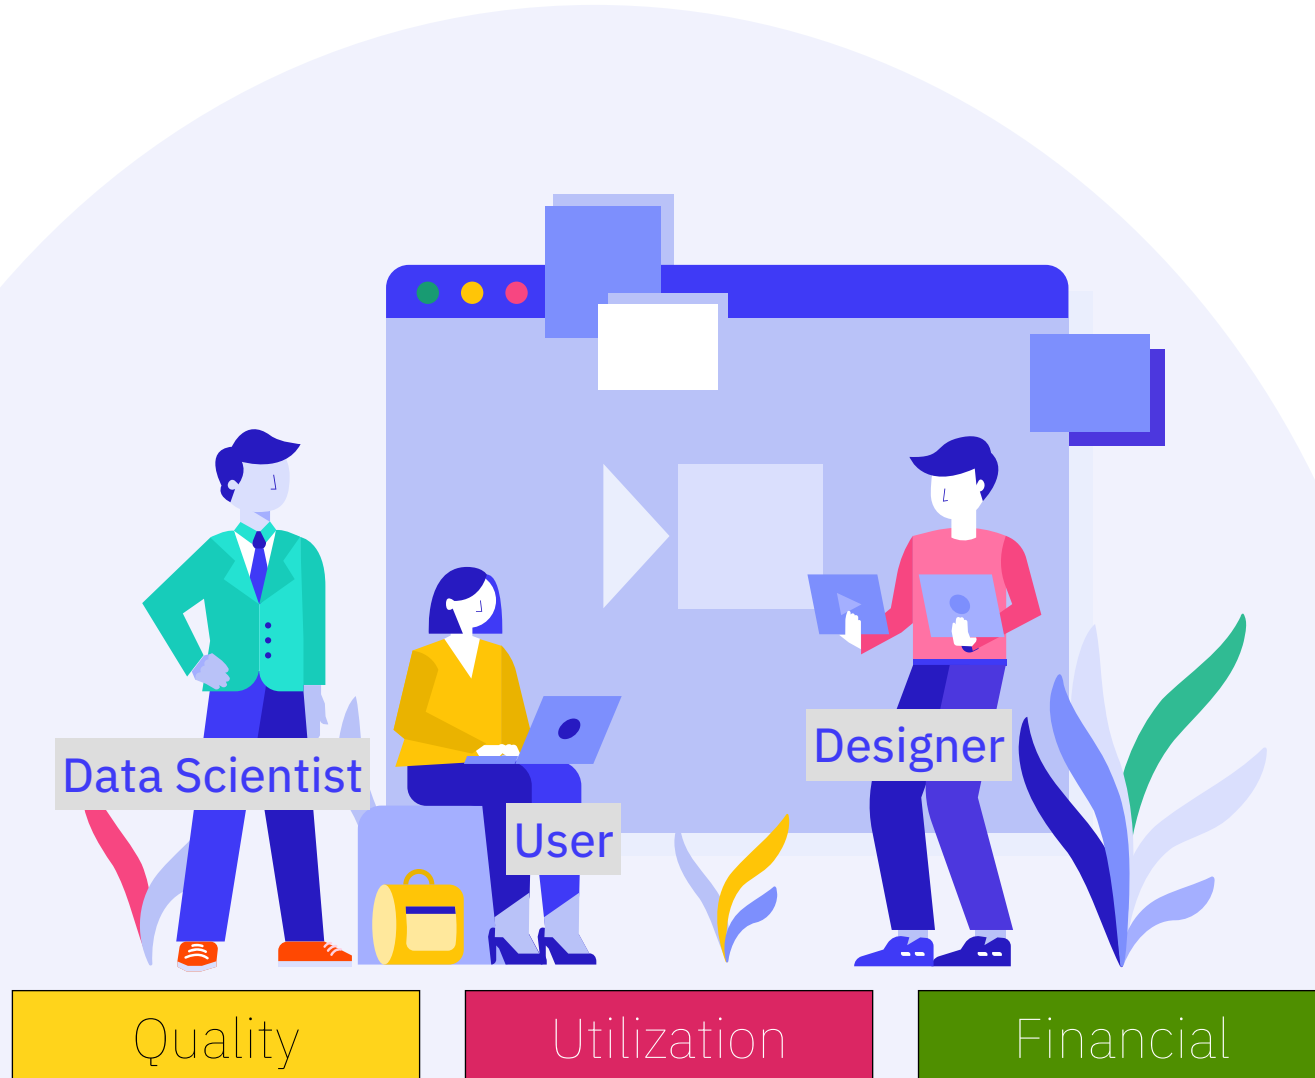 Data Scientist
User
Designer
Quality
Utilization
Financial